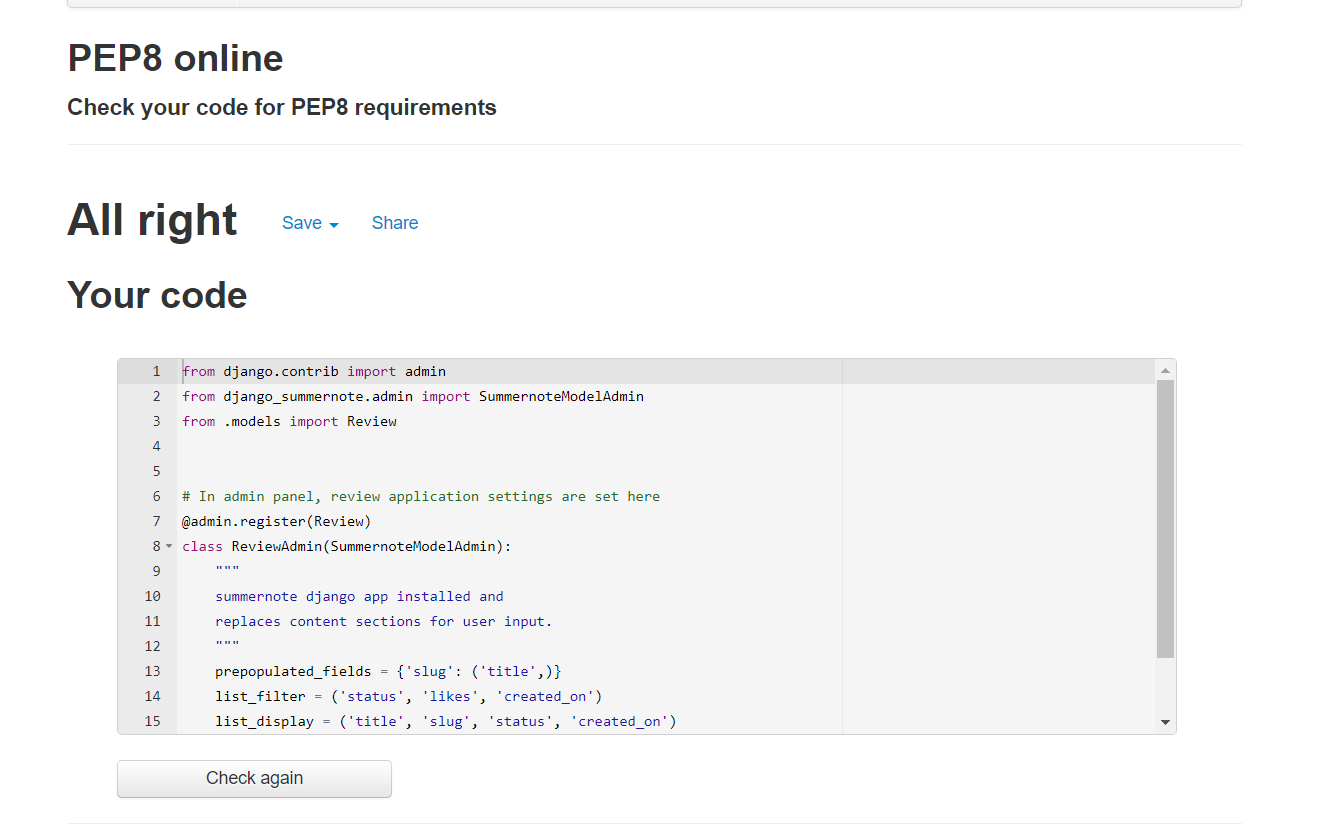 PEP8 online
Check your code for PEP8 requirements
All right Save Share
Your code
1 from django.contrib import admin
2 from django_summernote.admin import SummernoteModelAdmin
3 from .models import Review
4
5
6 # In admin panel, review application settings are set here
7 @admin.register(Review)
8 class ReviewAdmin(SummernoteModelAdmin):
9     """
10     summernote django app installed and
11     replaces content sections for user input.
12     """
13     prepopulated_fields = {'slug': ('title',)}
14     list_filter = ('status', 'likes', 'created_on')
15     list_display = ('title', 'slug', 'status', 'created_on')
Check again